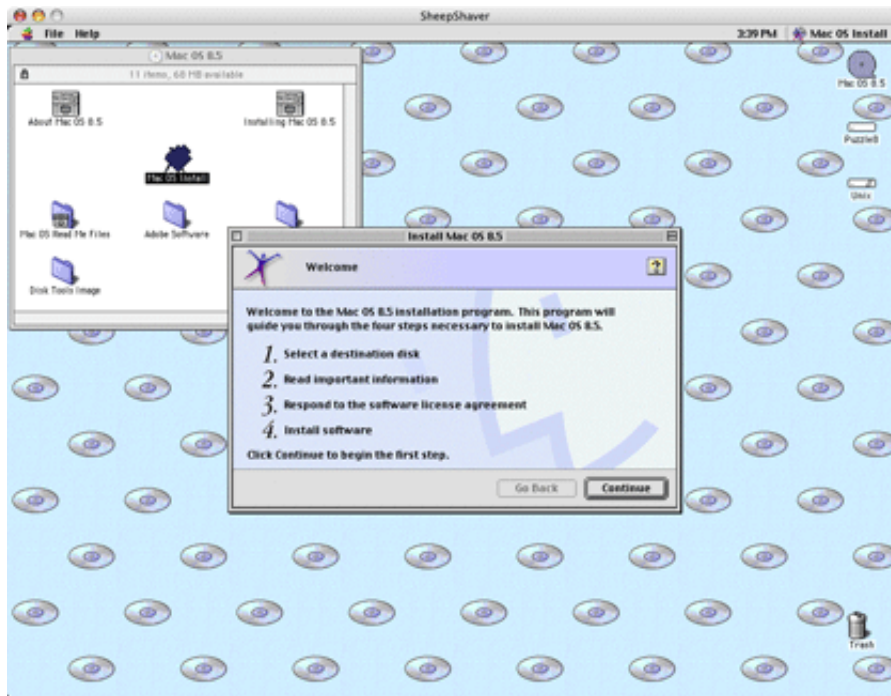 SheepShaver
File Help
3:39 PM Mac OS Install
Mac OS 8.5
11 items, 60 MB available
About Mac OS 8.5
Installing Mac OS 8.5
Mac OS Install
Mac OS Read Me Files
Adobe Software
Disk Tools Image
Mac OS 8.5
Puzzled
Unix
Install Mac OS 8.5
Welcome
Welcome to the Mac OS 8.5 installation program. This program will
guide you through the four steps necessary to install Mac OS 8.5.
1. Select a destination disk
2. Read important information
3. Respond to the software license agreement
4. Install software
Click Continue to begin the first step.
Go Back
Continue
Trash